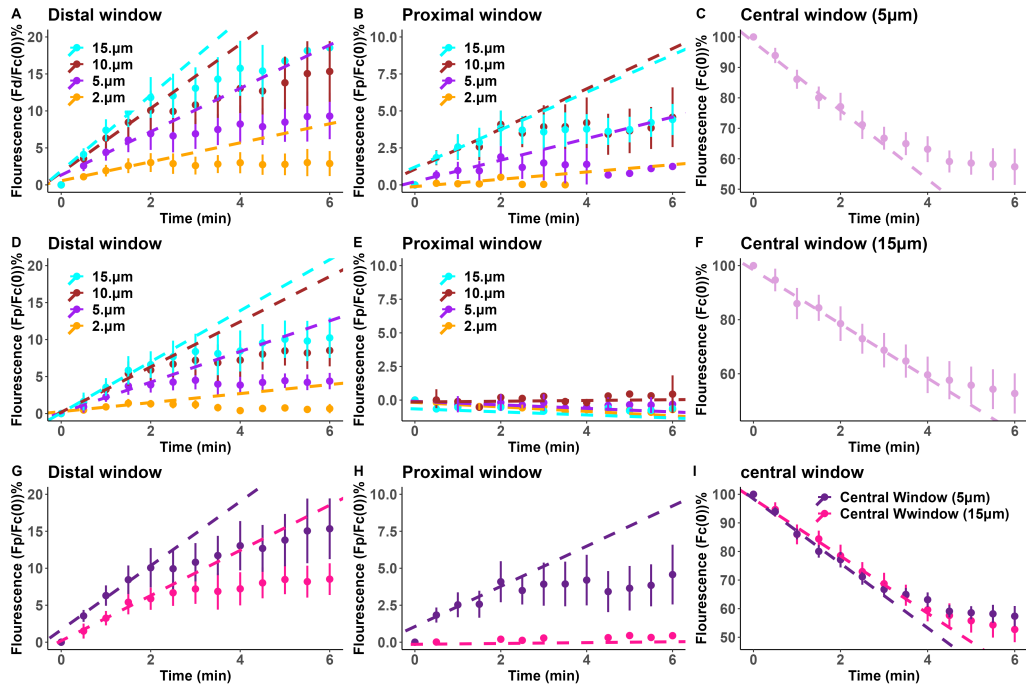 A Distal window
Flourescence (Fd/Fc(0))%
20
15
10
5
0
15.µm
10.µm
5.µm
2.µm
0 2 4 6
Time (min)
B Proximal window
Flourescence (Fp/Fc(0))%
10.0
7.5
5.0
2.5
0.0
15.µm
10.µm
5.µm
2.µm
0 2 4 6
Time (min)
C Central window (5µm)
Flourescence (Fc(0))%
100
90
80
70
60
50
0 2 4 6
Time (min)
D Distal window
Flourescence (Fp/Fc(0))%
20
15
10
5
0
15.µm
10.µm
5.µm
2.µm
0 2 4 6
Time (min)
E Proximal window
Flourescence (Fp/Fc(0))%
10.0
7.5
5.0
2.5
0.0
15.µm
10.µm
5.µm
2.µm
0 2 4 6
Time (min)
F Central window (15µm)
Flourescence (Fc(0))%
100
80
60
0 2 4 6
Time (min)
G Distal window
Flourescence (Fp/Fc(0))%
20
15
10
5
0
0 2 4 6
Time (min)
H Proximal window
Flourescence (Fp/Fc(0))%
10.0
7.5
5.0
2.5
0.0
0 2 4 6
Time (min)
I central window
Flourescence (Fc(0))%
100
90
80
70
60
50
Central Window (5µm)
Central Wwindow (15µm)
0 2 4 6
Time (min)